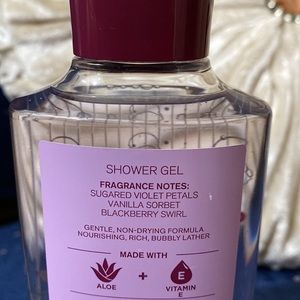 SHOWER GEL
FRAGRANCE NOTES:
SUGARED VIOLET PETALS
VANILLA SORBET
BLACKBERRY SWIRL
GENTLE, NON-DRYING FORMULA
NOURISHING, RICH, BUBBLY LATHER
MADE WITH
ALOE + E VITAMIN
E